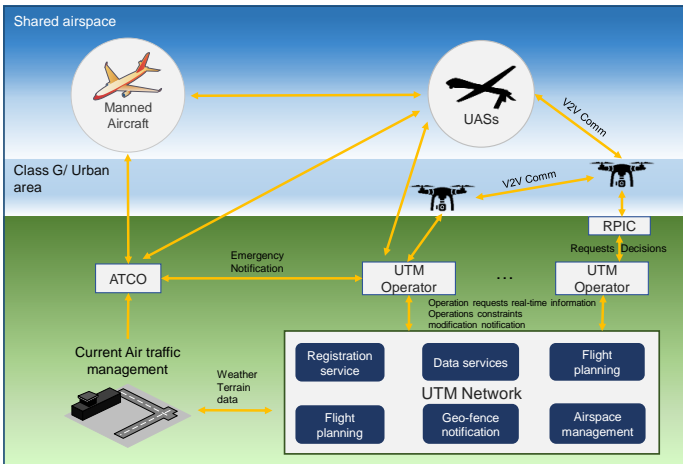 Shared airspace
Manned
Aircraft
UASs
V2V Comm
Class G/ Urban
area
V2V Comm
RPIC
Requests Decisions
Emergency
Notification
ATCO
UTM
Operator
...
UTM
Operator
Operation requests real-time information
Operations constraints
modification notification
Current Air traffic
management
Weather
Terrain
data
Registration
service
Data services
Flight
planning
UTM Network
Flight
planning
Geo-fence
notification
Airspace
management